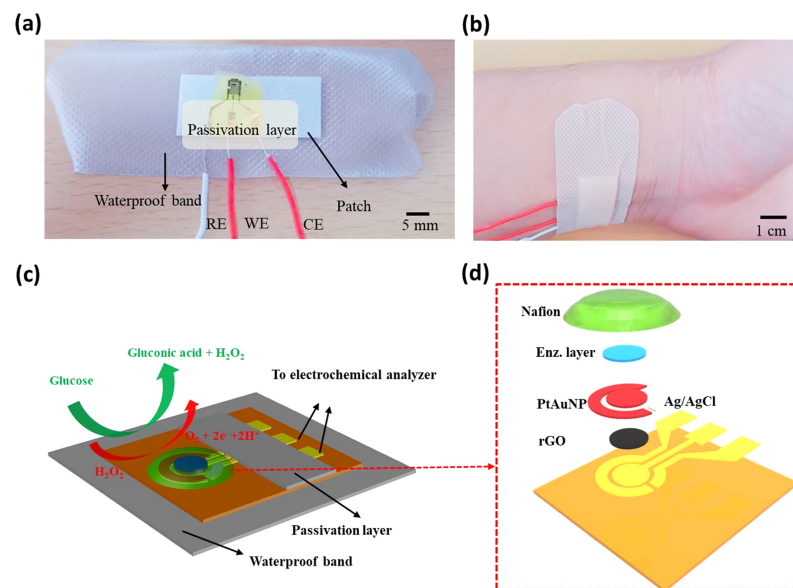 (a)
Passivation layer
Waterproof band
Patch
RE
WE
CE
5 mm
(b)
1 cm
(c)
Gluconic acid + H₂O₂
Glucose
To electrochemical analyzer
O₂ + 2e⁻ +2H⁺
H₂O₂
Passivation layer
Waterproof band
(d)
Nafion
Enz. layer
PtAuNP
Ag/AgCl
rGO